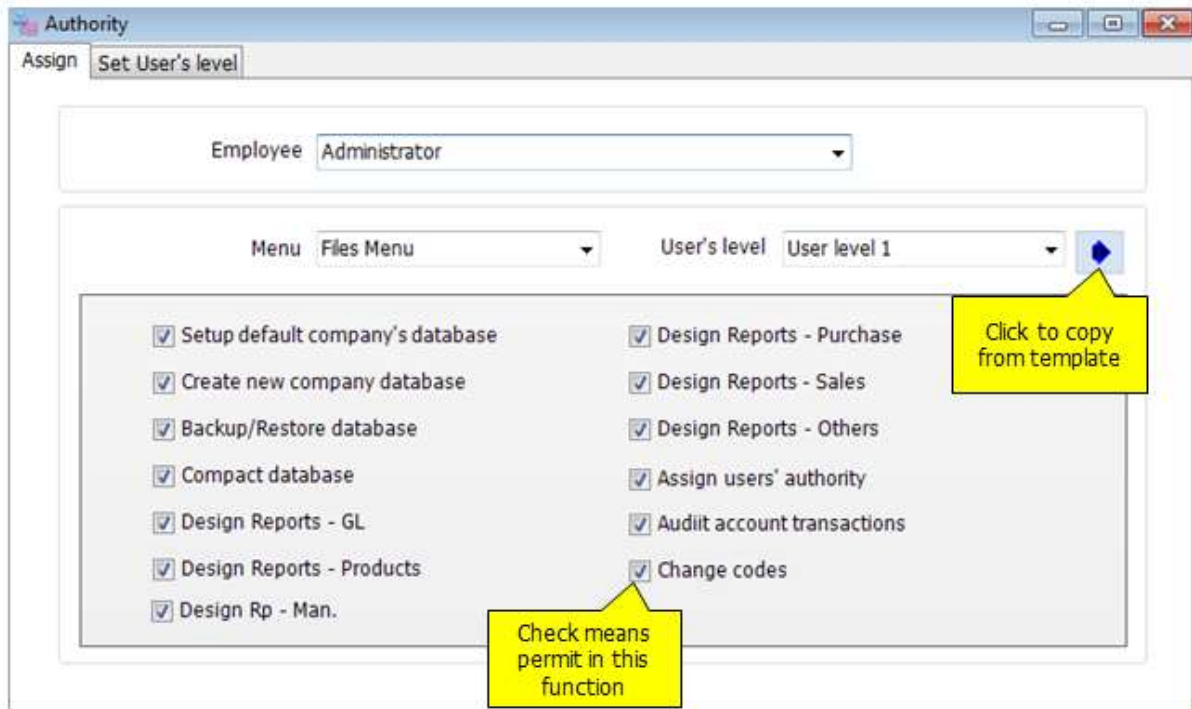 Authority
Assign Set User's level
Employee Administrator
Menu Files Menu User's level User level 1
Click to copy
from template
Setup default company's database
Create new company database
Backup/Restore database
Compact database
Design Reports - GL
Design Reports - Products
Design Rp - Man.
Design Reports - Purchase
Design Reports - Sales
Design Reports - Others
Assign users' authority
Audiit account transactions
Change codes
Check means
permit in this
function